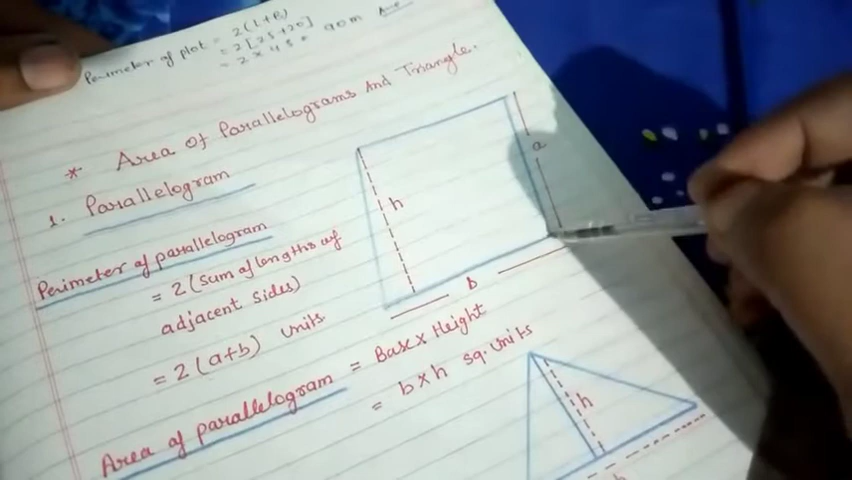 Perimeter of plot = 2(l+b)
= 2[25+20]
= 2×45 = 90m Ans
* Area of Parallelograms And Triangle.
1. Parallelogram
a
h
b
Perimeter of parallelogram
= 2(sum of lengths of
adjacent sides)
= 2(a+b) units.
Area of parallelogram = Base × Height
= b×h sq. units
h
b